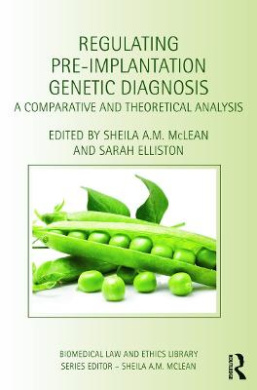 REGULATING
PRE-IMPLANTATION
GENETIC DIAGNOSIS
A COMPARATIVE AND THEORETICAL ANALYSIS
EDITED BY SHEILA A.M. McLEAN
AND SARAH ELLISTON
BIOMEDICAL LAW AND ETHICS LIBRARY
SERIES EDITOR – SHEILA A.M. MCLEAN